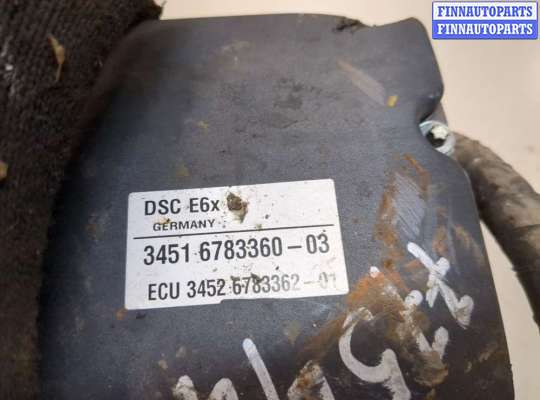 FINNAUTOPARTS
FINNAUTOPARTS
DSC E6x
GERMANY
3451 6783360-03
ECU 3452 6783362-01